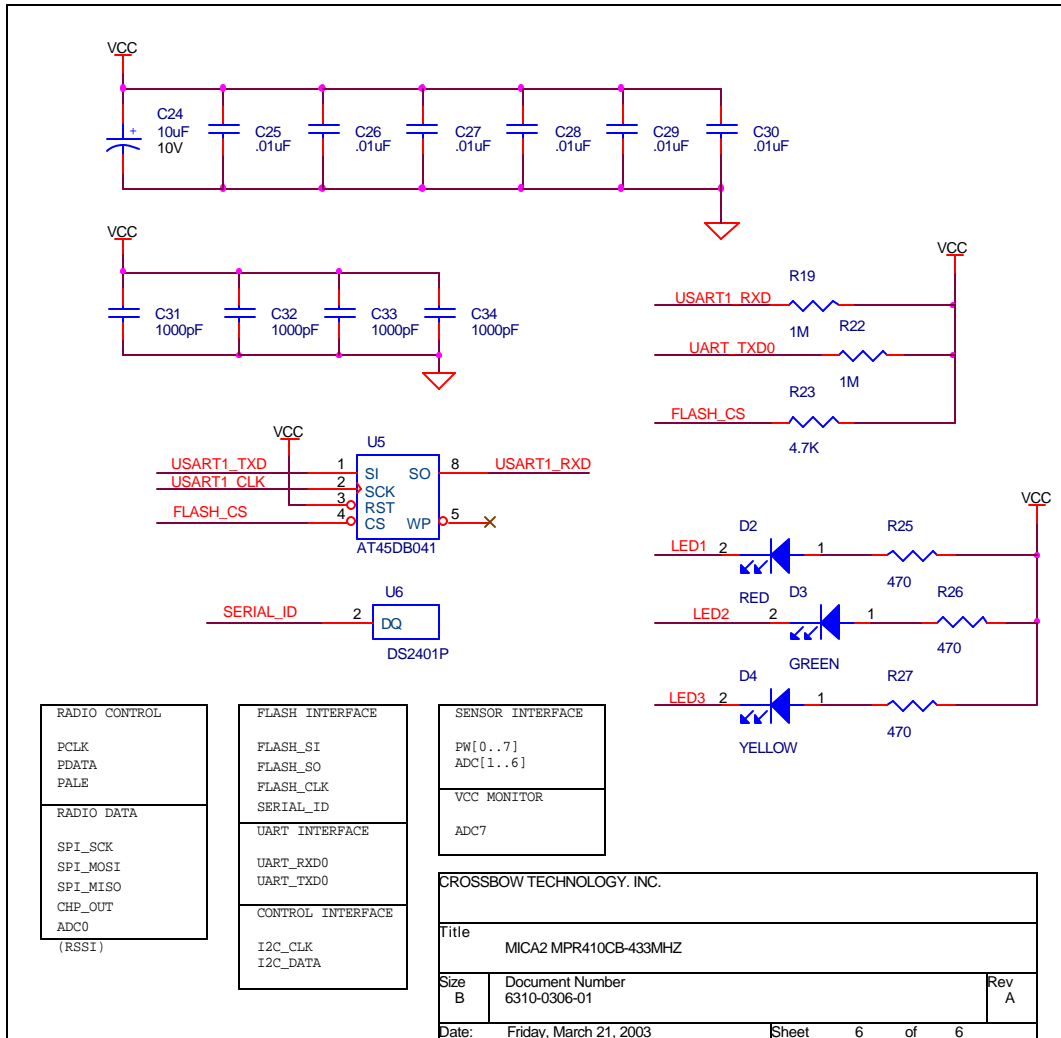 VCC
C24
10uF
10V
+
C25
.01uF
C26
.01uF
C27
.01uF
C28
.01uF
C29
.01uF
C30
.01uF
VCC
C31
1000pF
C32
1000pF
C33
1000pF
C34
1000pF
VCC
R19
USART1_RXD
1M
R22
UART_TXD0
1M
R23
FLASH_CS
4.7K
VCC
U5
USART1_TXD 1 SI SO 8 USART1_RXD
USART1_CLK 2 SCK
3 RST
FLASH_CS 4 CS WP 5
AT45DB041
U6
SERIAL_ID 2 DQ
DS2401P
VCC
D2 R25
LED1 2 1
470
RED D3 R26
LED2 2 1
470
GREEN
D4 R27
LED3 2 1
470
YELLOW
RADIO CONTROL
PCLK
PDATA
PALE
RADIO DATA
SPI_SCK
SPI_MOSI
SPI_MISO
CHP_OUT
ADC0
(RSSI)
FLASH INTERFACE
FLASH_SI
FLASH_SO
FLASH_CLK
SERIAL_ID
UART INTERFACE
UART_RXD0
UART_TXD0
CONTROL INTERFACE
I2C_CLK
I2C_DATA
SENSOR INTERFACE
PW[0..7]
ADC[1..6]
VCC MONITOR
ADC7
CROSSBOW TECHNOLOGY. INC.
Title
MICA2 MPR410CB-433MHZ
Size Document Number Rev
B 6310-0306-01 A
Date: Friday, March 21, 2003 Sheet 6 of 6